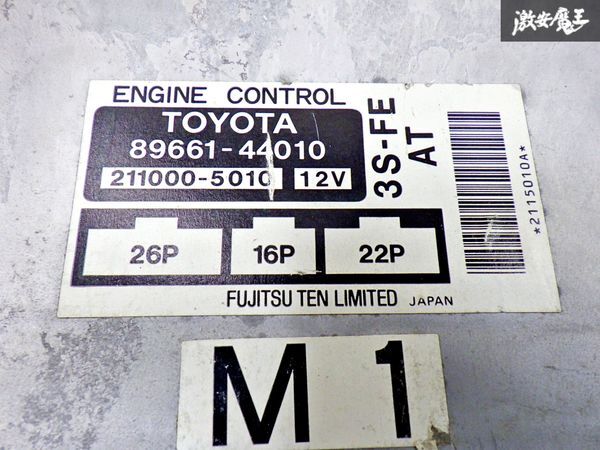 激安魔王
ENGINE CONTROL
TOYOTA
89661-44010
211000-5010 12V
3S-FE
AT
26P 16P 22P
*2115010A*
FUJITSU TEN LIMITED JAPAN
M 1